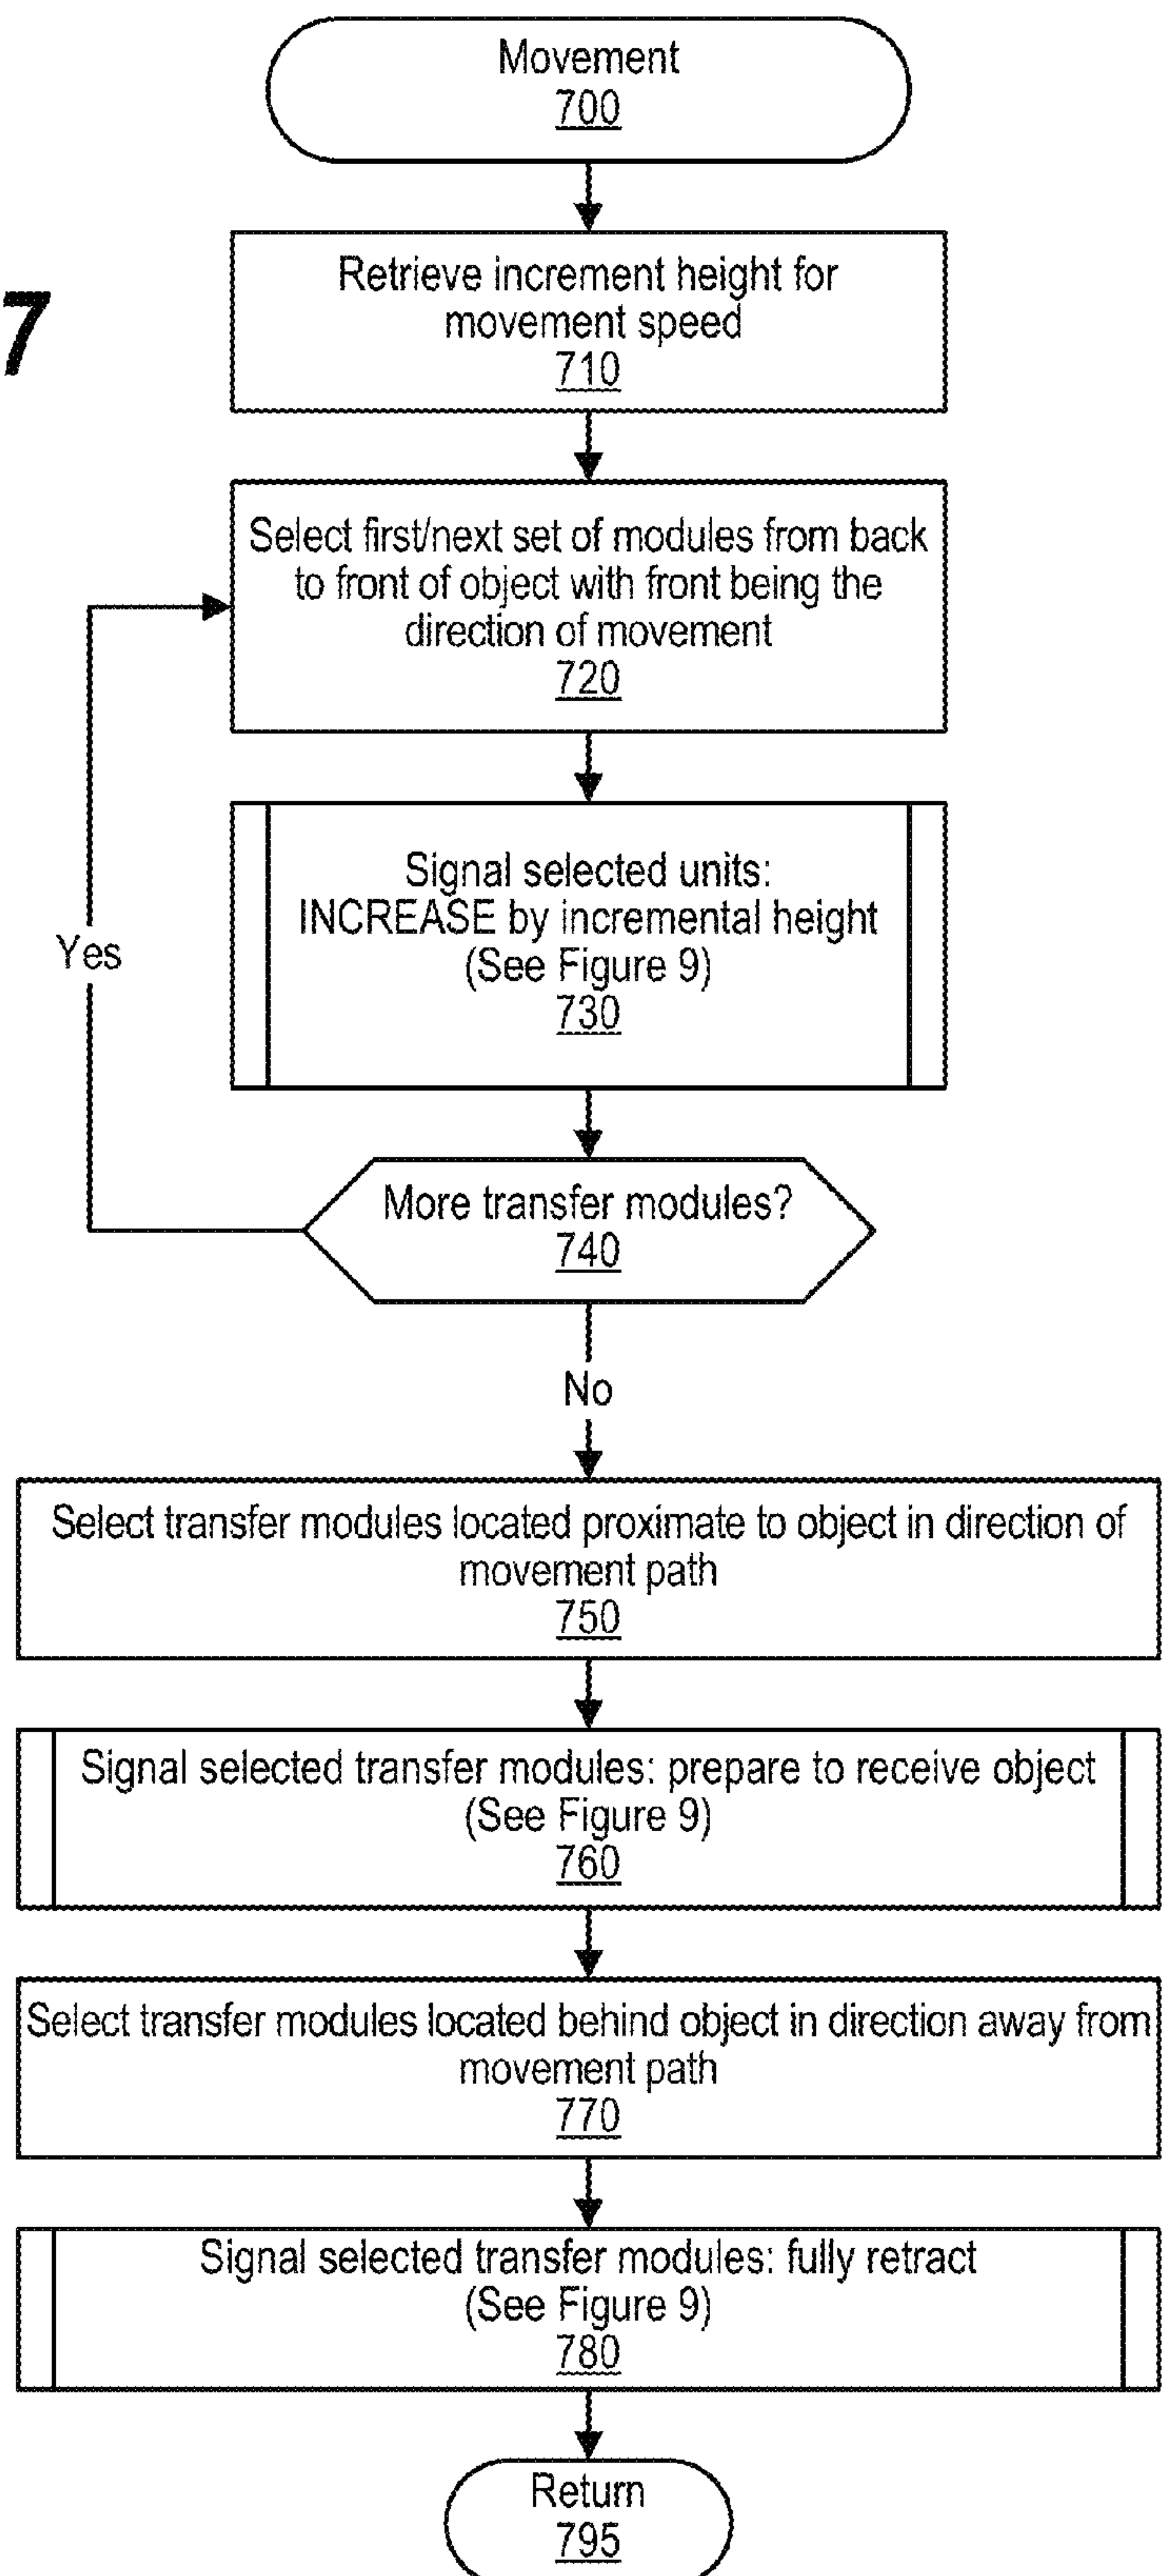 Movement
700
7
Retrieve increment height for
movement speed
710
Select first/next set of modules from back
to front of object with front being the
direction of movement
720
Signal selected units:
INCREASE by incremental height
(See Figure 9)
730
Yes
More transfer modules?
740
No
Select transfer modules located proximate to object in direction of
movement path
750
Signal selected transfer modules: prepare to receive object
(See Figure 9)
760
Select transfer modules located behind object in direction away from
movement path
770
Signal selected transfer modules: fully retract
(See Figure 9)
780
Return
795